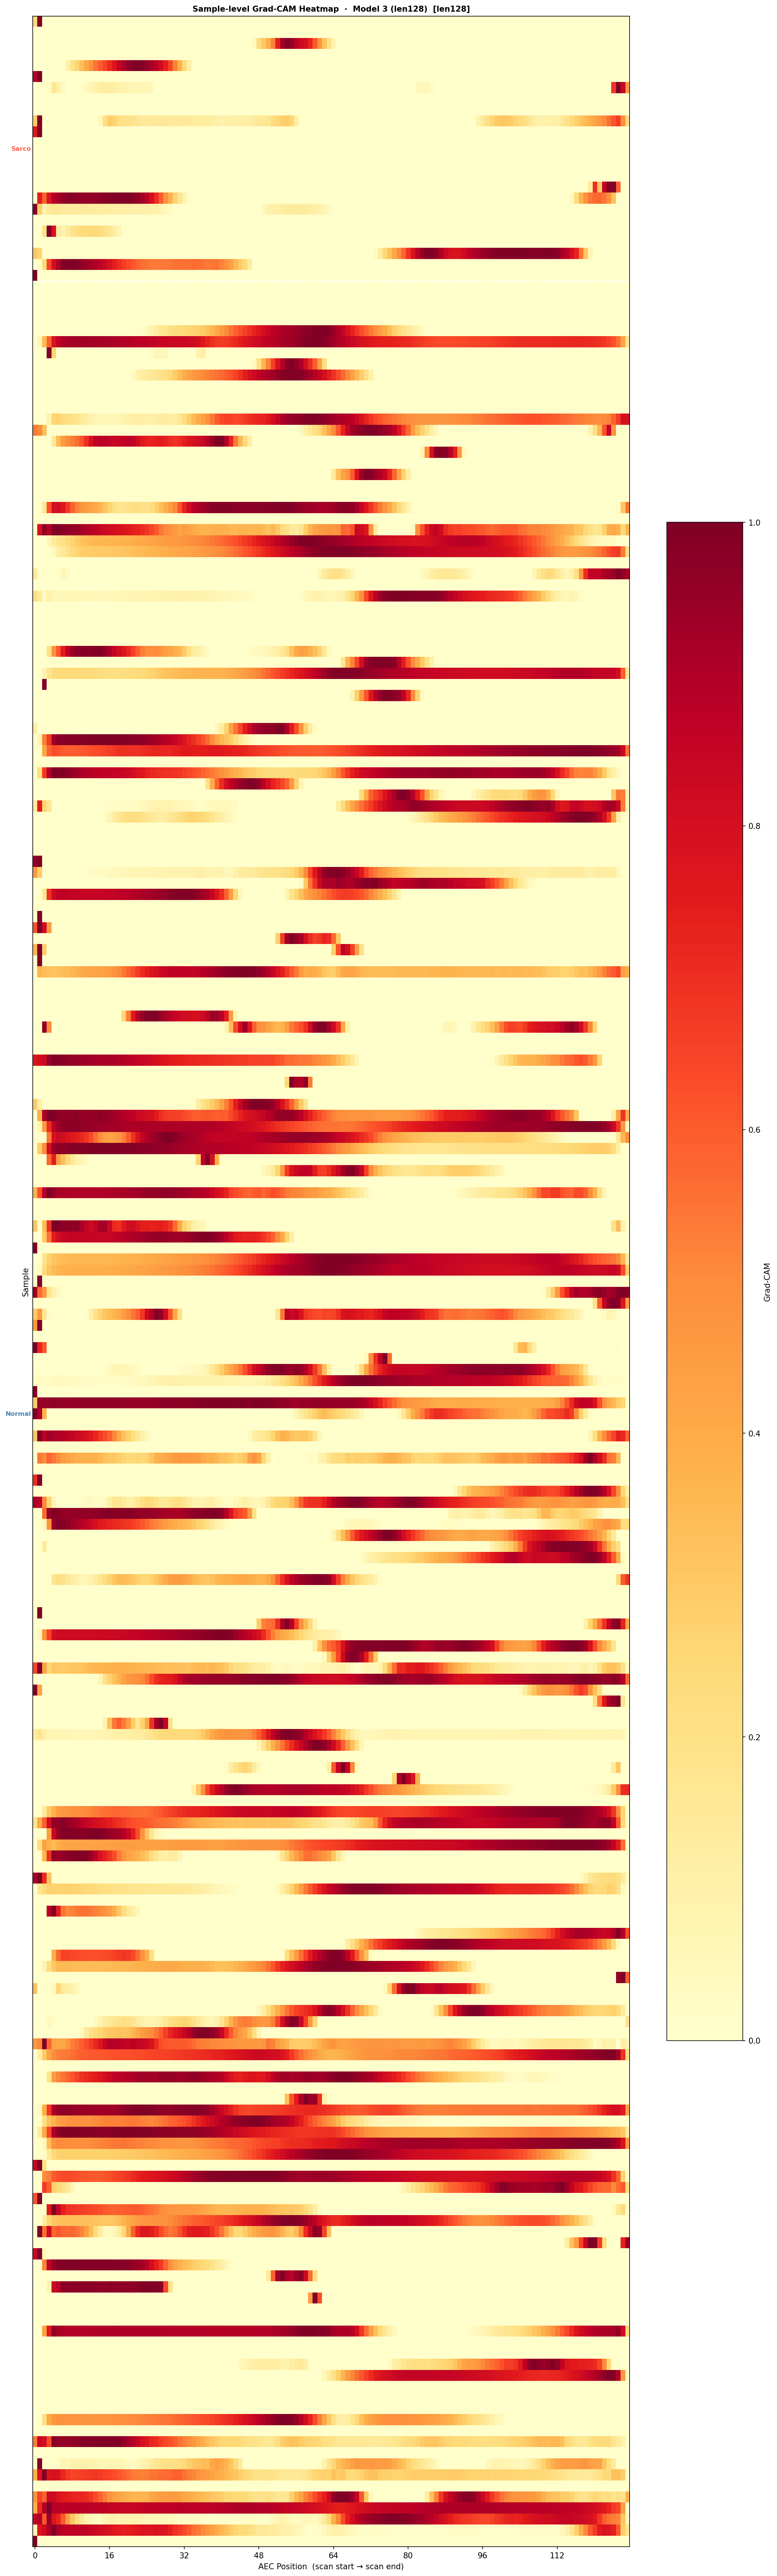 Sample-level Grad-CAM Heatmap · Model 3 (len128) [len128]
Sarco
Normal
Sample
0 16 32 48 64 80 96 112
AEC Position (scan start → scan end)
1.0
0.8
0.6
0.4
0.2
0.0
Grad-CAM